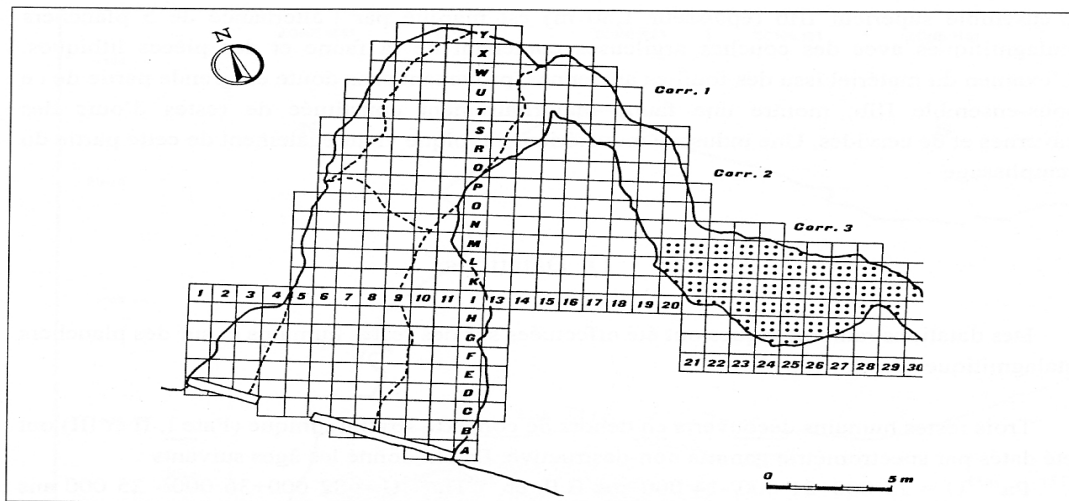 N
Y X W U T S R Q P O N M L K I H G F E D C B A
Corr. 1
Corr. 2
Corr. 3
1 2 3 4 5 6 7 8 9 10 11 13 14 15 16 17 18 19 20
21 22 23 24 25 26 27 28 29 30
0 5 m